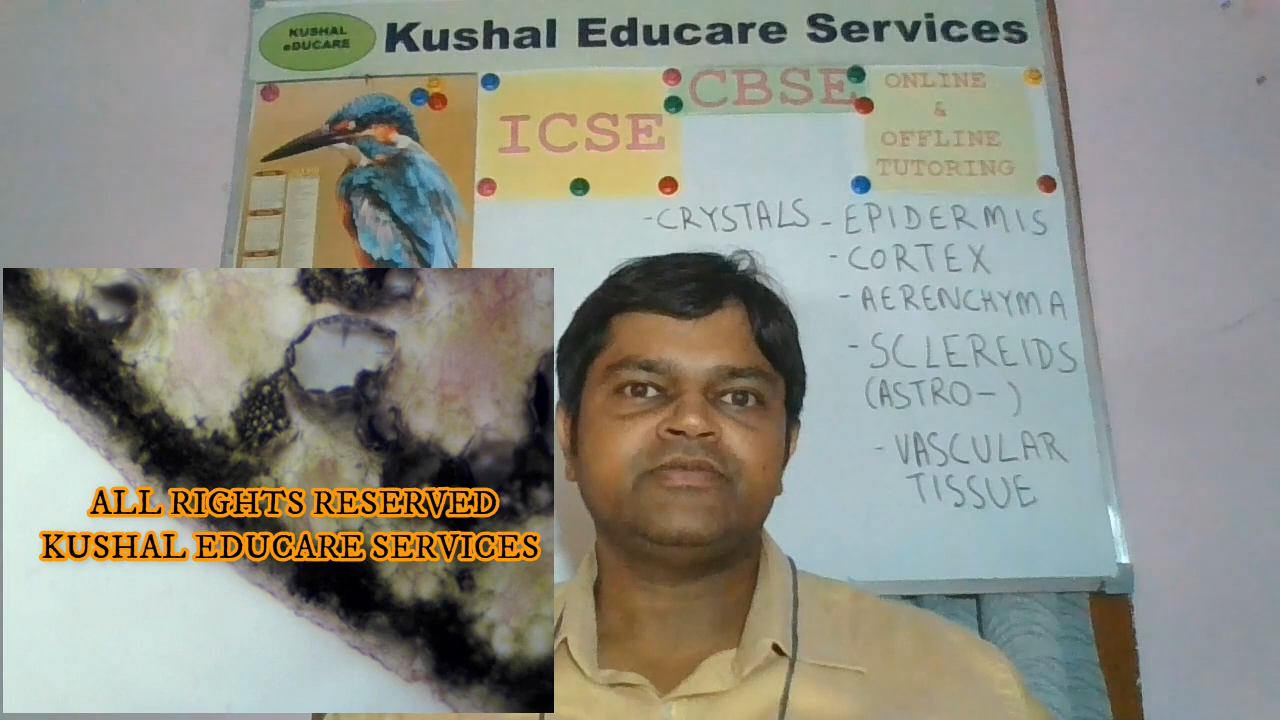 KUSHAL
eDUCARE
Kushal Educare Services
ICSE
CBSE
ONLINE
&
OFFLINE
TUTORING
-CRYSTALS - EPIDERMIS
- CORTEX
- AERENCHYMA
- SCLEREIDS
(ASTRO- )
- VASCULAR
TISSUE
ALL RIGHTS RESERVED
KUSHAL EDUCARE SERVICES